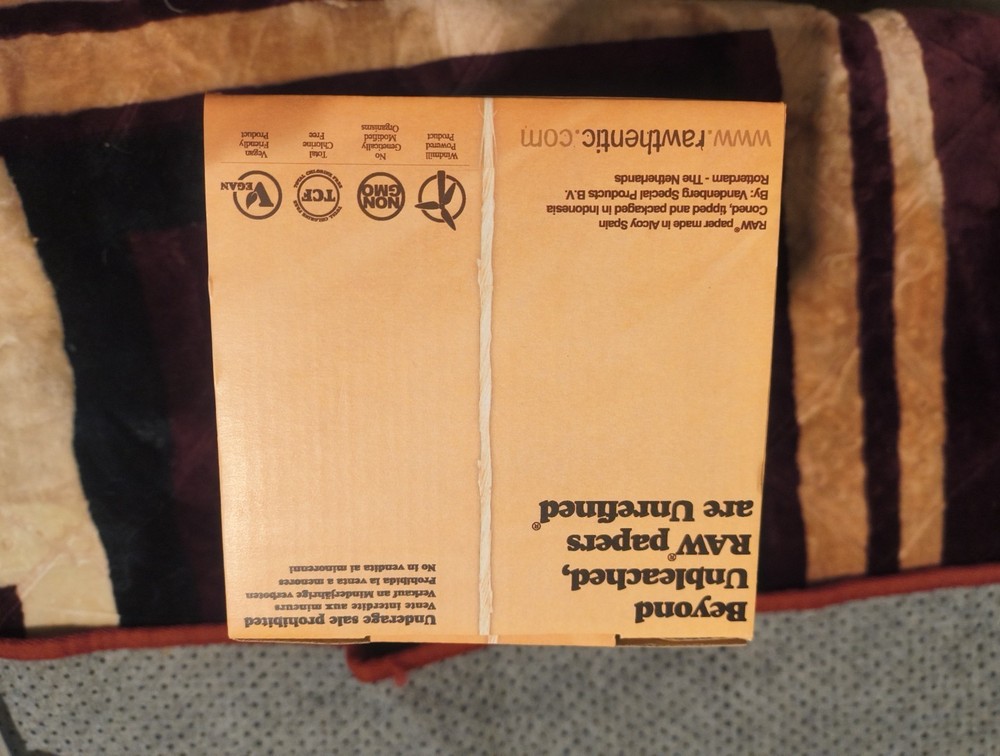 Beyond
Unbleached,
RAW® papers
are Unrefined®
RAW® paper made in Alcoy Spain
Coned, tipped and packaged in Indonesia
By: Vandenberg Special Products B.V.
Rotterdam - The Netherlands
www.rawthentic.com
Underage sale prohibited
Vente interdite aux mineurs
Verkauf an Minderjährige verboten
Prohibida la venta a menores
No in vendita ai minorenni
NON
GMO
TCF
VEGAN
Windmill
Powered
Product
No
Genetically
Modified
Organisms
Total
Chlorine
Free
Vegan
Friendly
Product